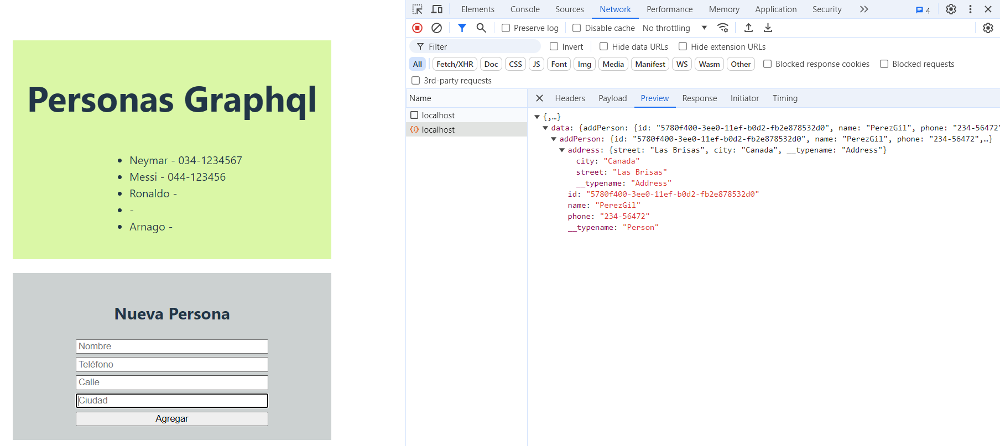 Personas Graphql
Neymar - 034-1234567
Messi - 044-123456
Ronaldo -
-
Arnago -
Nueva Persona
Nombre
Teléfono
Calle
Ciudad
Agregar
Elements Console Sources Network Performance Memory Application Security 4
Preserve log Disable cache No throttling
Filter Invert Hide data URLs Hide extension URLs
All Fetch/XHR Doc CSS JS Font Img Media Manifest WS Wasm Other Blocked response cookies Blocked requests
3rd-party requests
Name
localhost
localhost
Headers Payload Preview Response Initiator Timing
{,…}
data: {addPerson: {id: "5780f400-3ee0-11ef-b0d2-fb2e878532d0", name: "PerezGil", phone: "234-56472"
addPerson: {id: "5780f400-3ee0-11ef-b0d2-fb2e878532d0", name: "PerezGil", phone: "234-56472",…}
address: {street: "Las Brisas", city: "Canada", __typename: "Address"}
city: "Canada"
street: "Las Brisas"
__typename: "Address"
id: "5780f400-3ee0-11ef-b0d2-fb2e878532d0"
name: "PerezGil"
phone: "234-56472"
__typename: "Person"